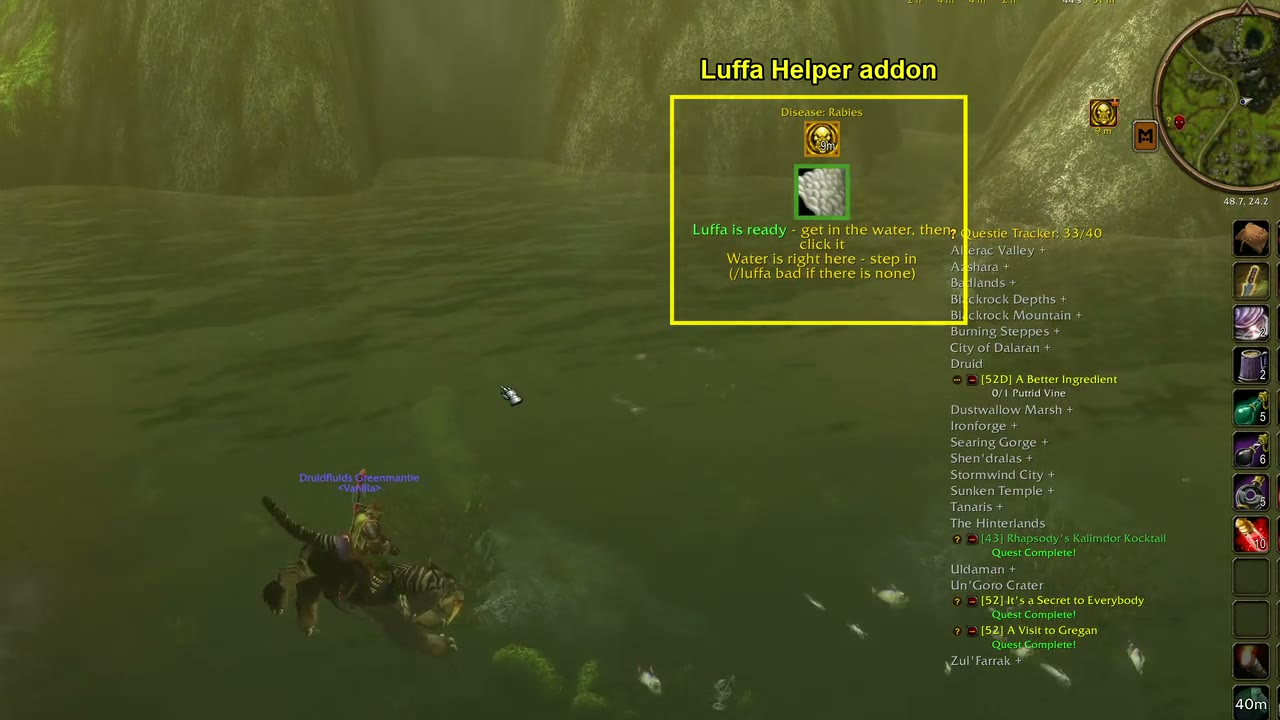 Luffa Helper addon
Disease: Rabies
9m
Luffa is ready - get in the water, then
click it
Water is right here - step in
(/luffa bad if there is none)
9 m
M
48.7, 24.2
Questie Tracker: 33/40
Alterac Valley +
Azshara +
Badlands +
Blackrock Depths +
Blackrock Mountain +
Burning Steppes +
City of Dalaran +
Druid
[52D] A Better Ingredient
0/1 Putrid Vine
Dustwallow Marsh +
Ironforge +
Searing Gorge +
Shen'dralas +
Stormwind City +
Sunken Temple +
Tanaris +
The Hinterlands
? [43] Rhapsody's Kalimdor Kocktail
Quest Complete!
Uldaman +
Un'Goro Crater
? [52] It's a Secret to Everybody
Quest Complete!
? [52] A Visit to Gregan
Quest Complete!
Zul'Farrak +
Druidfluids Greenmantle
<Vanilla>
2
2
5
6
5
10
40m